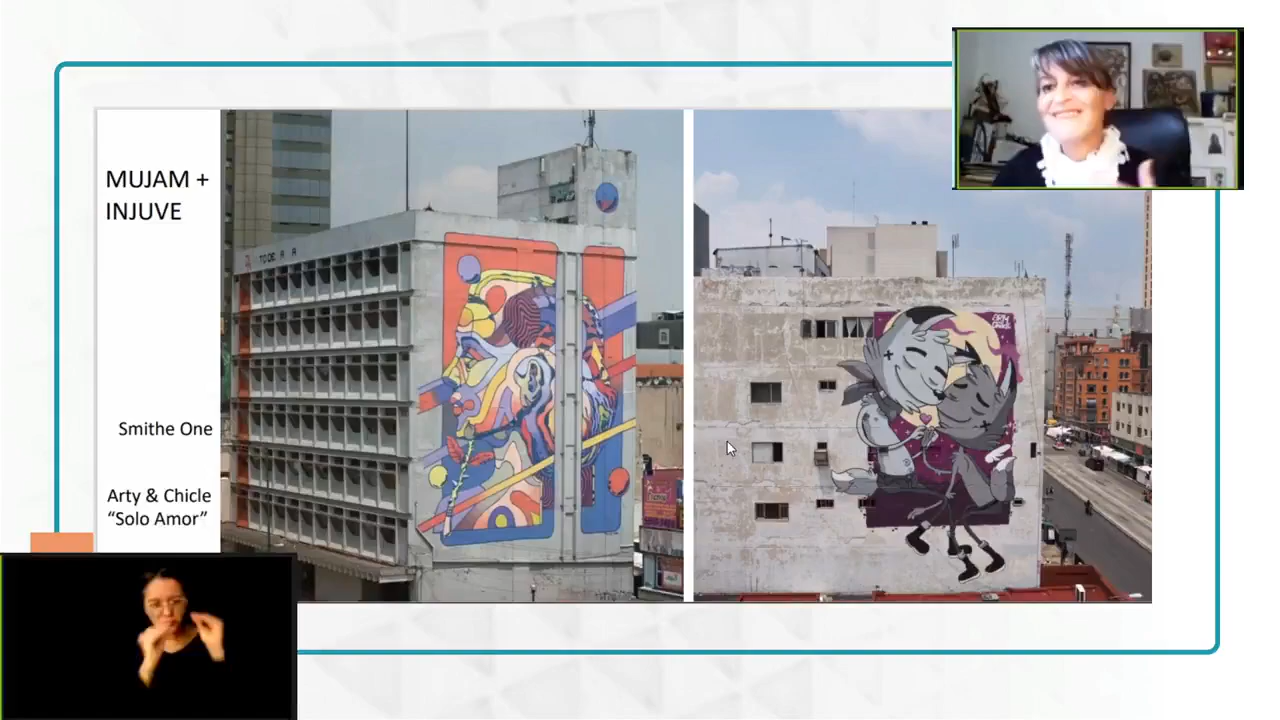 MUJAM +
INJUVE
Smithe One
Arty & Chicle
“Solo Amor”